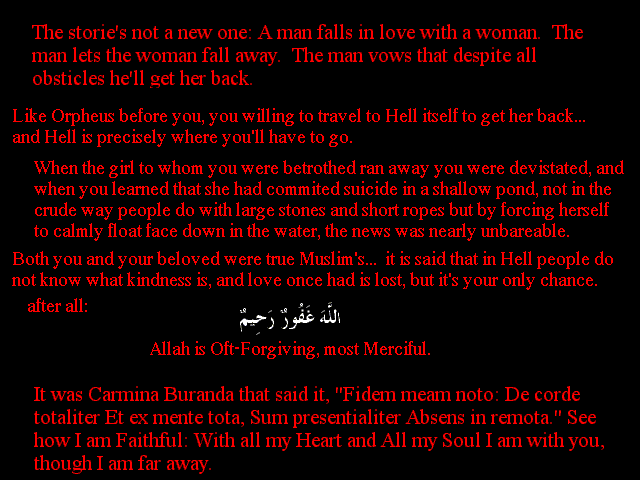 The storie's not a new one: A man falls in love with a woman.  The
man lets the woman fall away.  The man vows that despite all
obsticles he'll get her back.
Like Orpheus before you, you willing to travel to Hell itself to get her back...
and Hell is precisely where you'll have to go.
When the girl to whom you were betrothed ran away you were devistated, and
when you learned that she had commited suicide in a shallow pond, not in the
crude way people do with large stones and short ropes but by forcing herself
to calmly float face down in the water, the news was nearly unbareable.
Both you and your beloved were true Muslim's...  it is said that in Hell people do
not know what kindness is, and love once had is lost, but it's your only chance.
after all:
اللَّهَ غَفُورٌ رَحِيمٌ
Allah is Oft-Forgiving, most Merciful.
It was Carmina Buranda that said it, "Fidem meam noto: De corde
totaliter Et ex mente tota, Sum presentialiter Absens in remota." See
how I am Faithful: With all my Heart and All my Soul I am with you,
though I am far away.